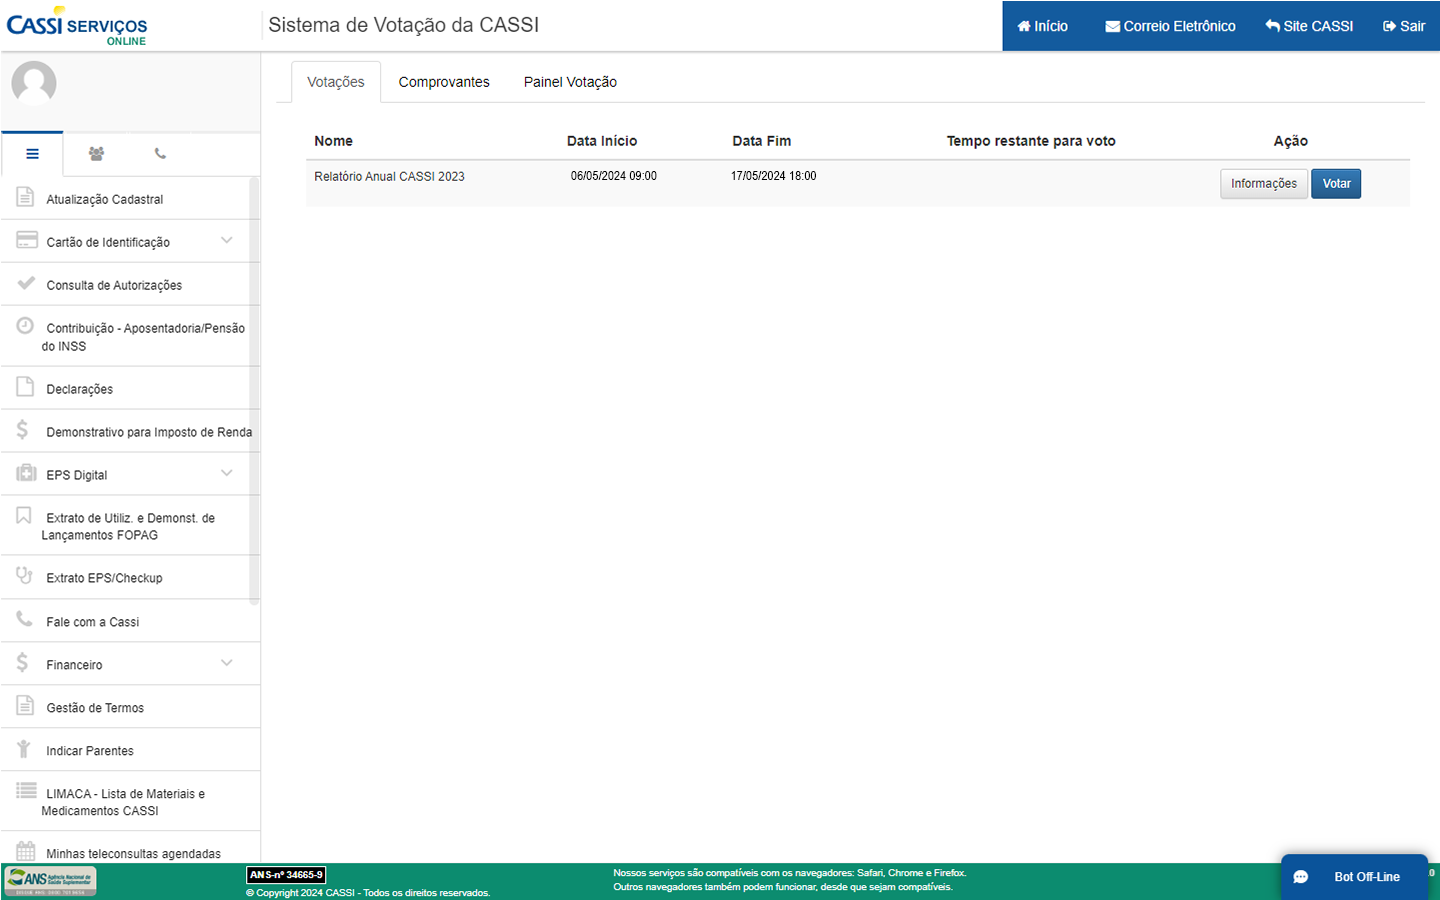 CASSI SERVIÇOS
ONLINE
Sistema de Votação da CASSI
Início
Correio Eletrônico
Site CASSI
Sair
Votações
Comprovantes
Painel Votação
Nome
Data Início
Data Fim
Tempo restante para voto
Ação
Relatório Anual CASSI 2023
06/05/2024 09:00
17/05/2024 18:00
Informações
Votar
Atualização Cadastral
Cartão de Identificação
Consulta de Autorizações
Contribuição - Aposentadoria/Pensão
do INSS
Declarações
Demonstrativo para Imposto de Renda
EPS Digital
Extrato de Utiliz. e Demonst. de
Lançamentos FOPAG
Extrato EPS/Checkup
Fale com a Cassi
Financeiro
Gestão de Termos
Indicar Parentes
LIMACA - Lista de Materiais e
Medicamentos CASSI
Minhas teleconsultas agendadas
ANS Agência Nacional de
Saúde Suplementar
ANS-nº 34665-9
© Copyright 2024 CASSI - Todos os direitos reservados.
Nossos serviços são compatíveis com os navegadores: Safari, Chrome e Firefox.
Outros navegadores também podem funcionar, desde que sejam compatíveis.
Bot Off-Line